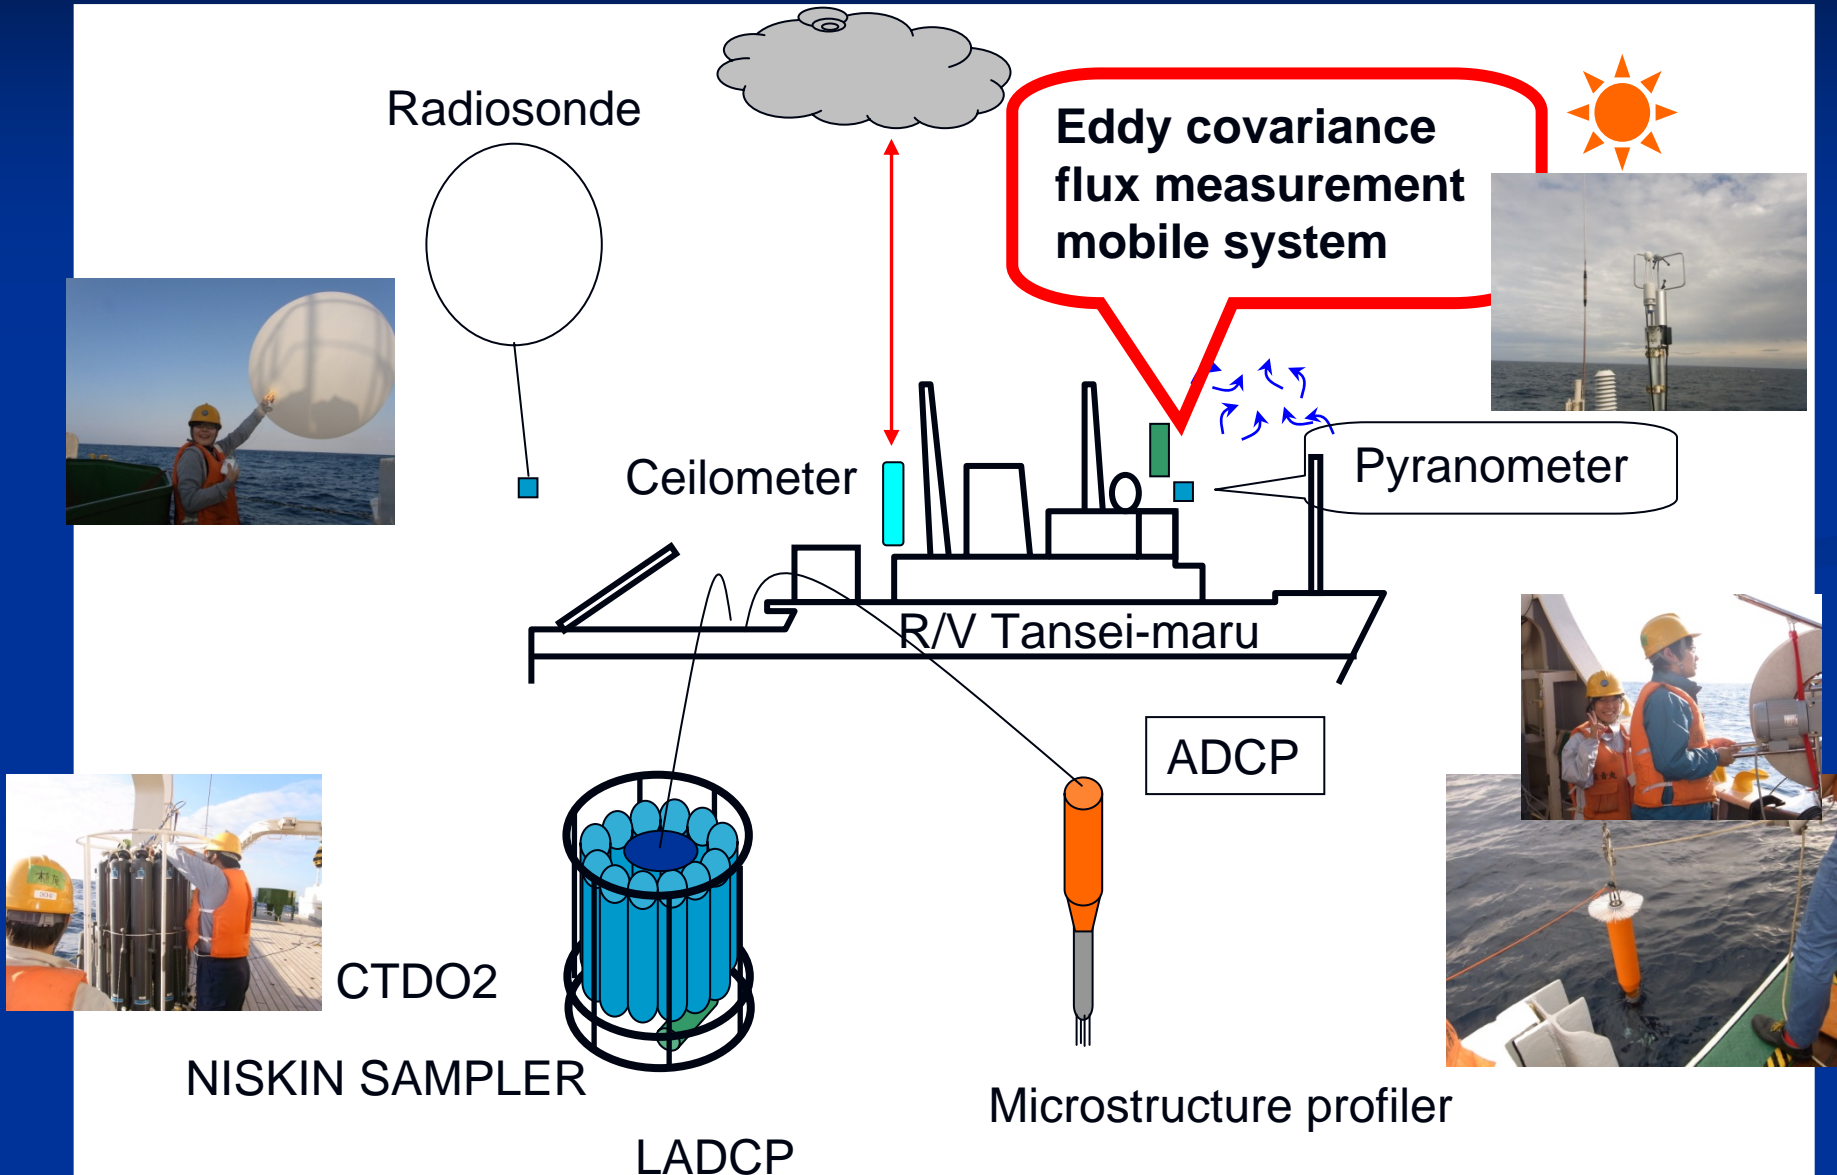 Radiosonde
Eddy covariance
flux measurement
mobile system
Ceilometer
Pyranometer
R/V Tansei-maru
ADCP
CTDO2
NISKIN SAMPLER
Microstructure profiler
LADCP